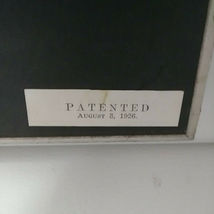 PATENTED
AUGUST 3, 1926.